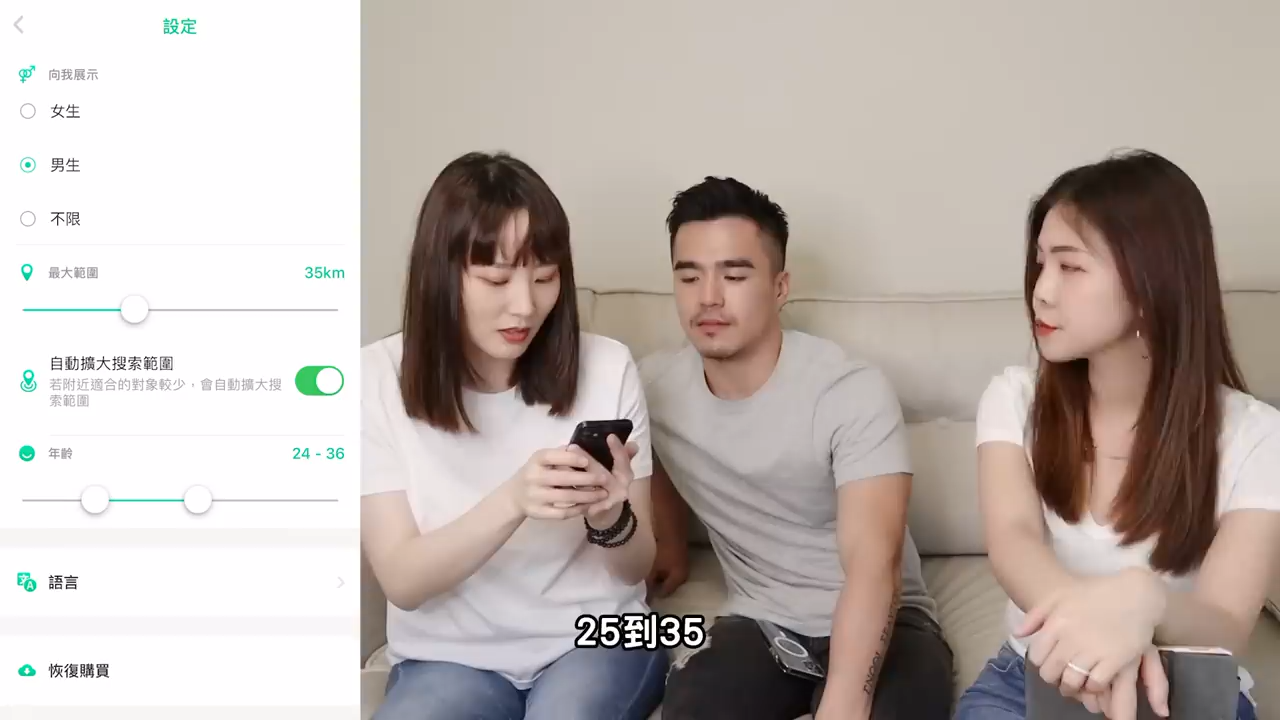 設定
向我展示
女生
男生
不限
最大範圍 35km
自動擴大搜索範圍
若附近適合的對象較少，會自動擴大搜
索範圍
年齡 24 - 36
語言
恢復購買
25到35